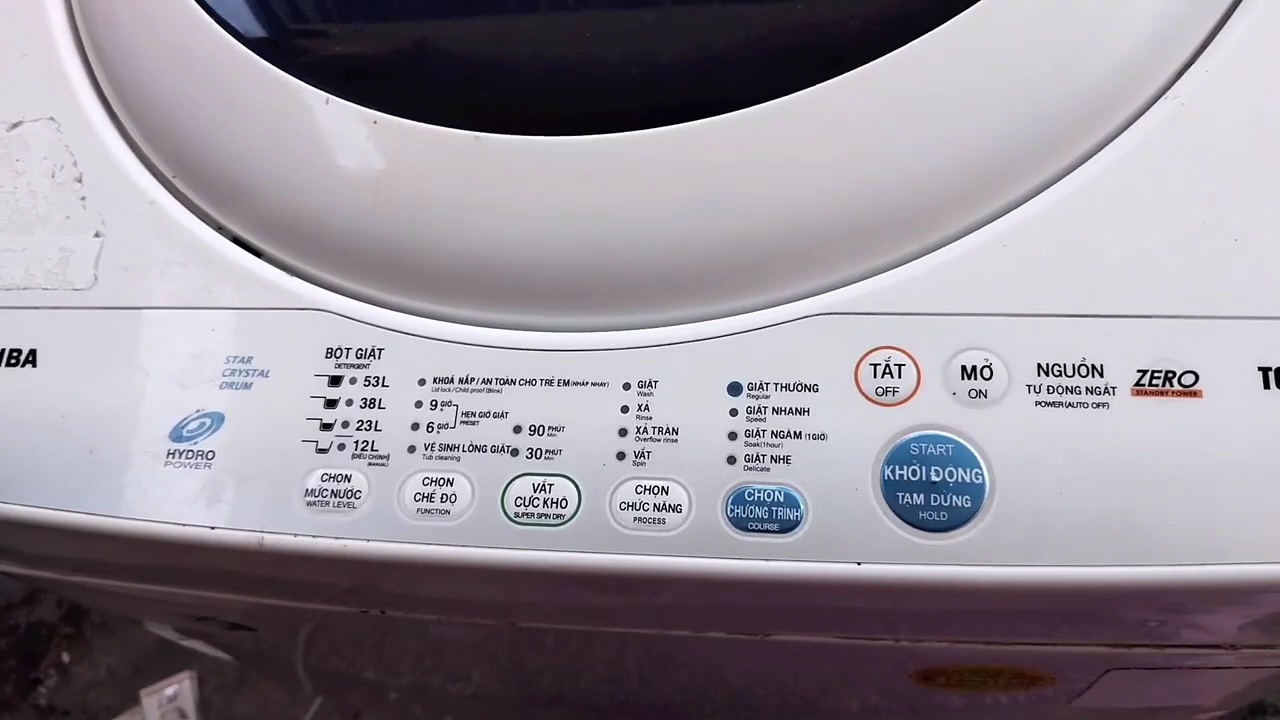 STAR
CRYSTAL
DRUM
HYDRO
POWER
BỘT GIẶT
DETERGENT
53L
38L
23L
12L
(ĐIỀU CHỈNH)
(MANUAL)
CHỌN
MỨC NƯỚC
WATER LEVEL
KHOÁ NẮP / AN TOÀN CHO TRẺ EM (NHẤP NHÁY)
Lid lock / Child proof (Blink)
9 GIỜ
h
6 GIỜ
h
HẸN GIỜ GIẶT
PRESET
VỆ SINH LỒNG GIẶT
Tub cleaning
90 PHÚT
Min.
30 PHÚT
Min.
CHỌN
CHẾ ĐỘ
FUNCTION
VẮT
CỰC KHÔ
SUPER SPIN DRY
GIẶT
Wash
XẢ
Rinse
XẢ TRÀN
Overflow rinse
VẮT
Spin
CHỌN
CHỨC NĂNG
PROCESS
GIẶT THƯỜNG
Regular
GIẶT NHANH
Speed
GIẶT NGÂM (1GIỜ)
Soak(1hour)
GIẶT NHẸ
Delicate
CHỌN
CHƯƠNG TRÌNH
COURSE
TẮT
OFF
MỞ
ON
NGUỒN
TỰ ĐỘNG NGẮT
POWER (AUTO OFF)
ZERO
STANDBY POWER
START
KHỞI ĐỘNG
TẠM DỪNG
HOLD